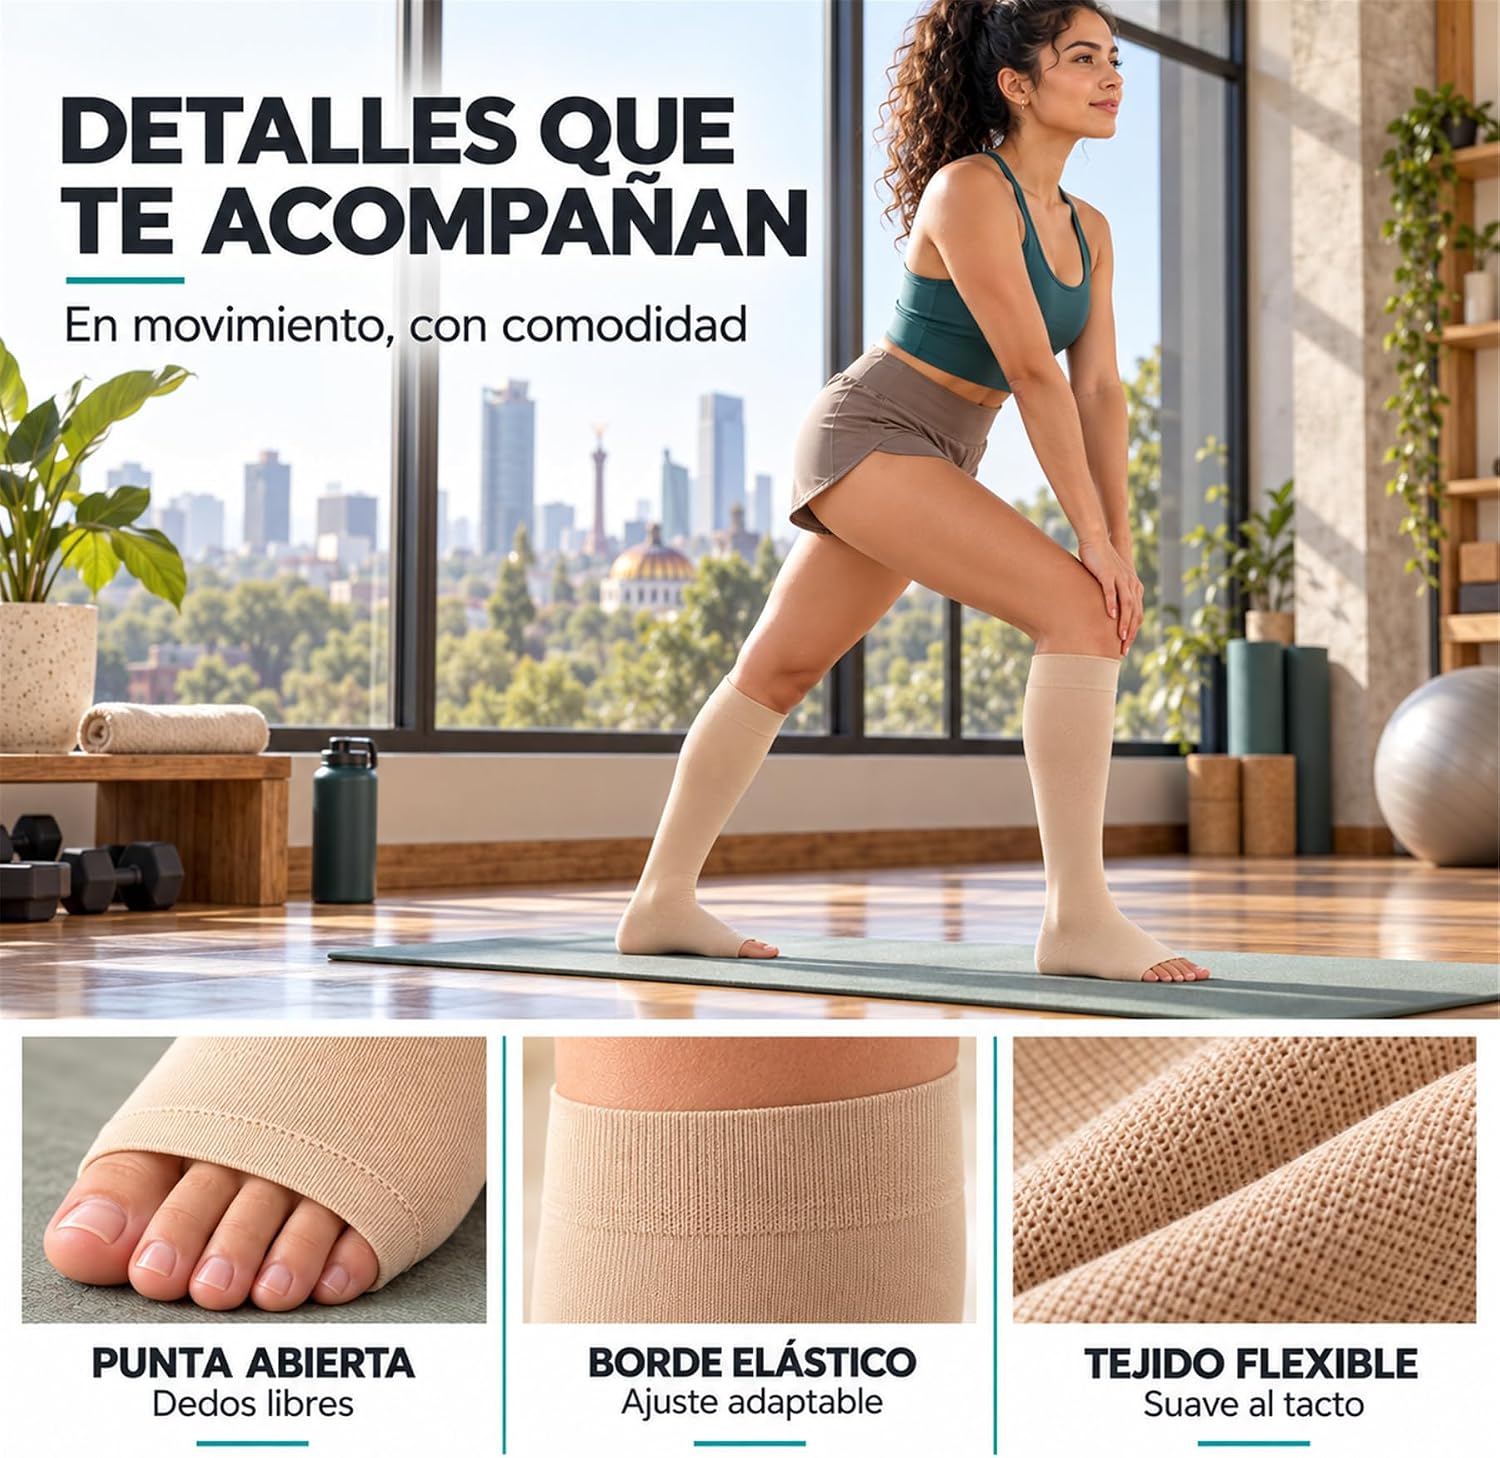 DETALLES QUE
TE ACOMPAÑAN
En movimiento, con comodidad
PUNTA ABIERTA
Dedos libres
BORDE ELÁSTICO
Ajuste adaptable
TEJIDO FLEXIBLE
Suave al tacto